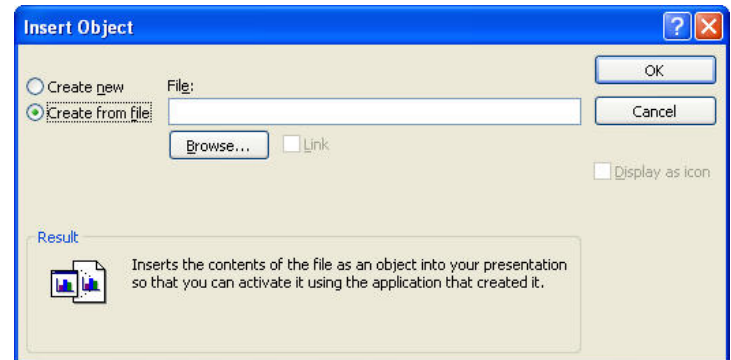 Insert Object
Create new
File:
OK
Create from file
Cancel
Browse...
Link
Display as icon
Result
Inserts the contents of the file as an object into your presentation
so that you can activate it using the application that created it.